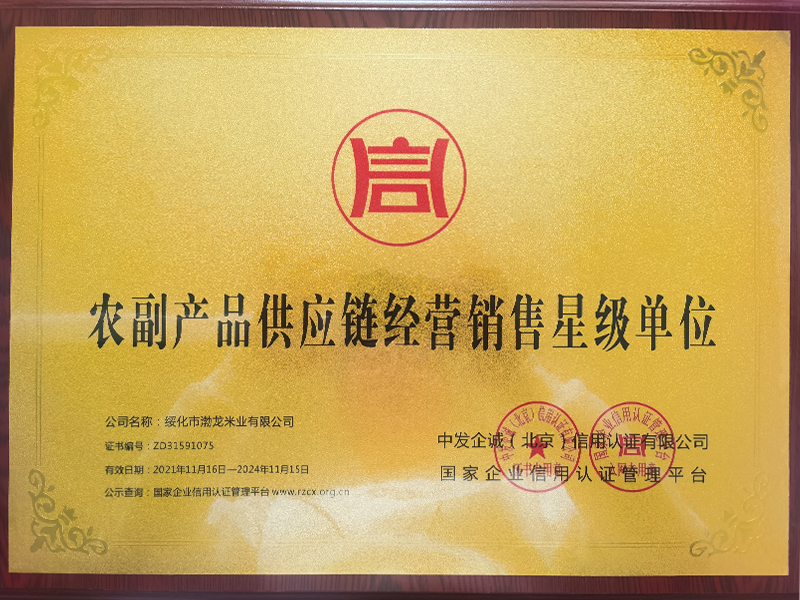 信
农副产品供应链经营销售星级单位
公司名称：绥化市渤龙米业有限公司
证书编号：ZD31591075
有效日期：2021年11月16日—2024年11月15日
公示查询：国家企业信用认证管理平台 www.rzcx.org.cn
中发企诚（北京）信用认证有限公司
国家企业信用认证管理平台